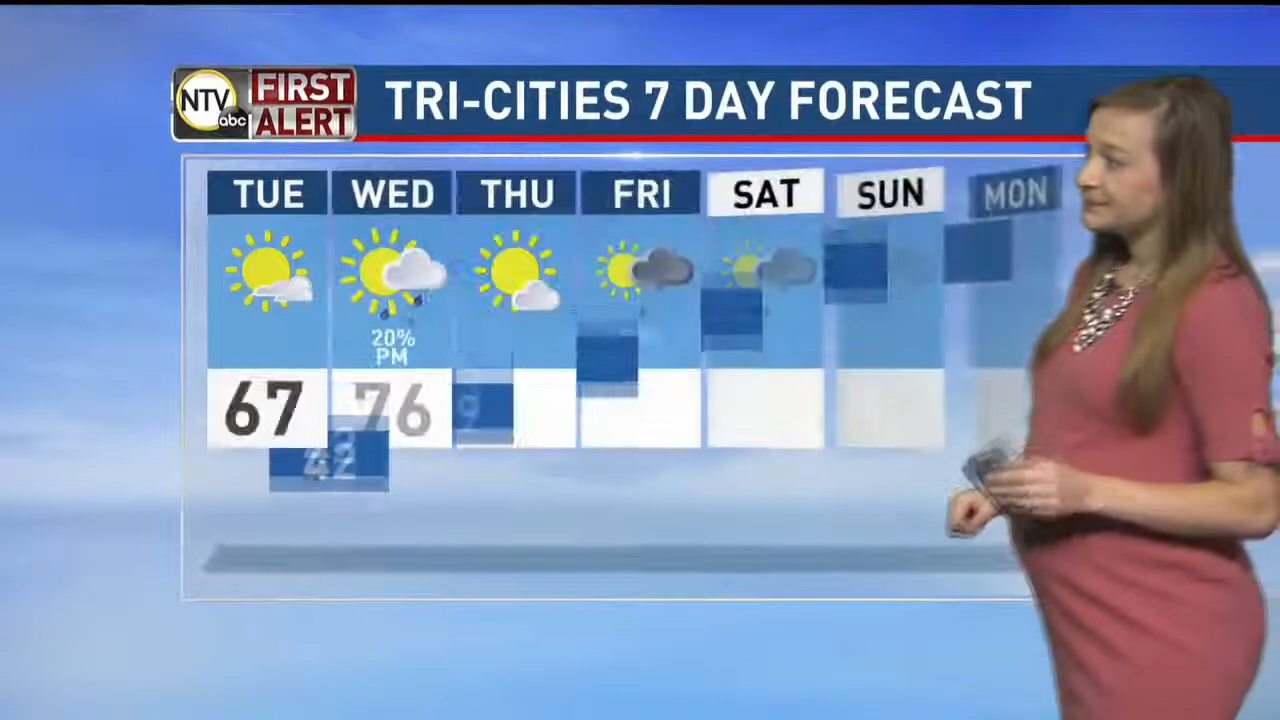 NTV
abc
FIRST
ALERT
TRI-CITIES 7 DAY FORECAST
TUE WED THU FRI SAT SUN MON
20%
PM
67 76